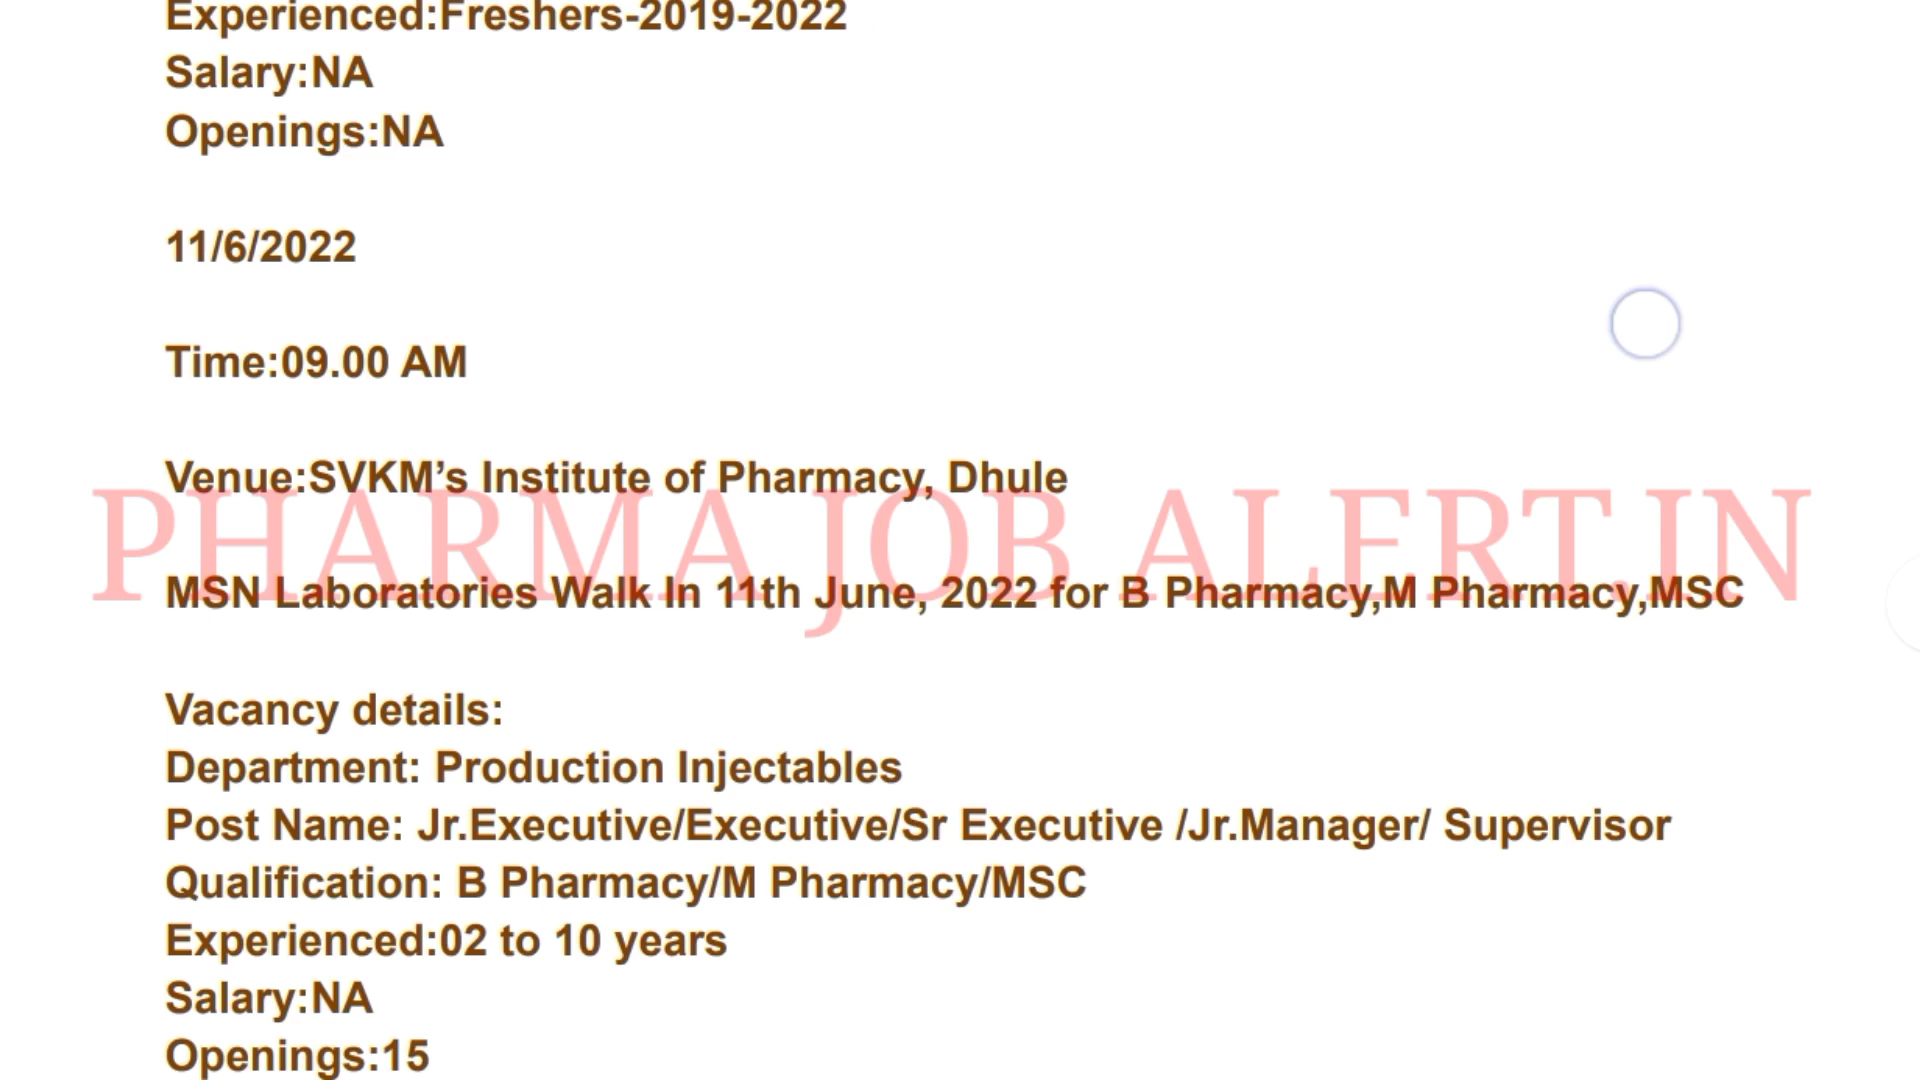 Experienced:Freshers-2019-2022
Salary:NA
Openings:NA
11/6/2022
Time:09.00 AM
Venue:SVKM’s Institute of Pharmacy, Dhule
PHARMA JOB ALERT.IN
MSN Laboratories Walk In 11th June, 2022 for B Pharmacy,M Pharmacy,MSC
Vacancy details:
Department: Production Injectables
Post Name: Jr.Executive/Executive/Sr Executive /Jr.Manager/ Supervisor
Qualification: B Pharmacy/M Pharmacy/MSC
Experienced:02 to 10 years
Salary:NA
Openings:15